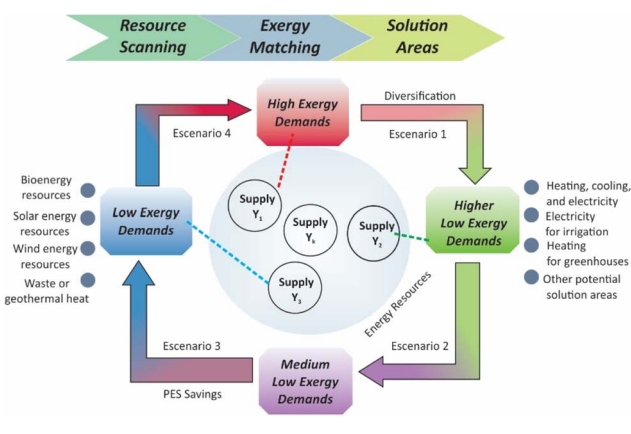 Resource
Scanning
Exergy
Matching
Solution
Areas
High Exergy
Demands
Diversification
Escenario 4
Escenario 1
Bioenergy
resources
Solar energy
resources
Wind energy
resources
Waste or
geothermal heat
Low Exergy
Demands
Supply
Y1
Supply
Yk
Supply
Y2
Supply
Y3
Higher
Low Exergy
Demands
Heating, cooling,
and electricity
Electricity
for irrigation
Heating
for greenhouses
Other potential
solution areas
Energy Resources
Escenario 3
Escenario 2
PES Savings
Medium
Low Exergy
Demands